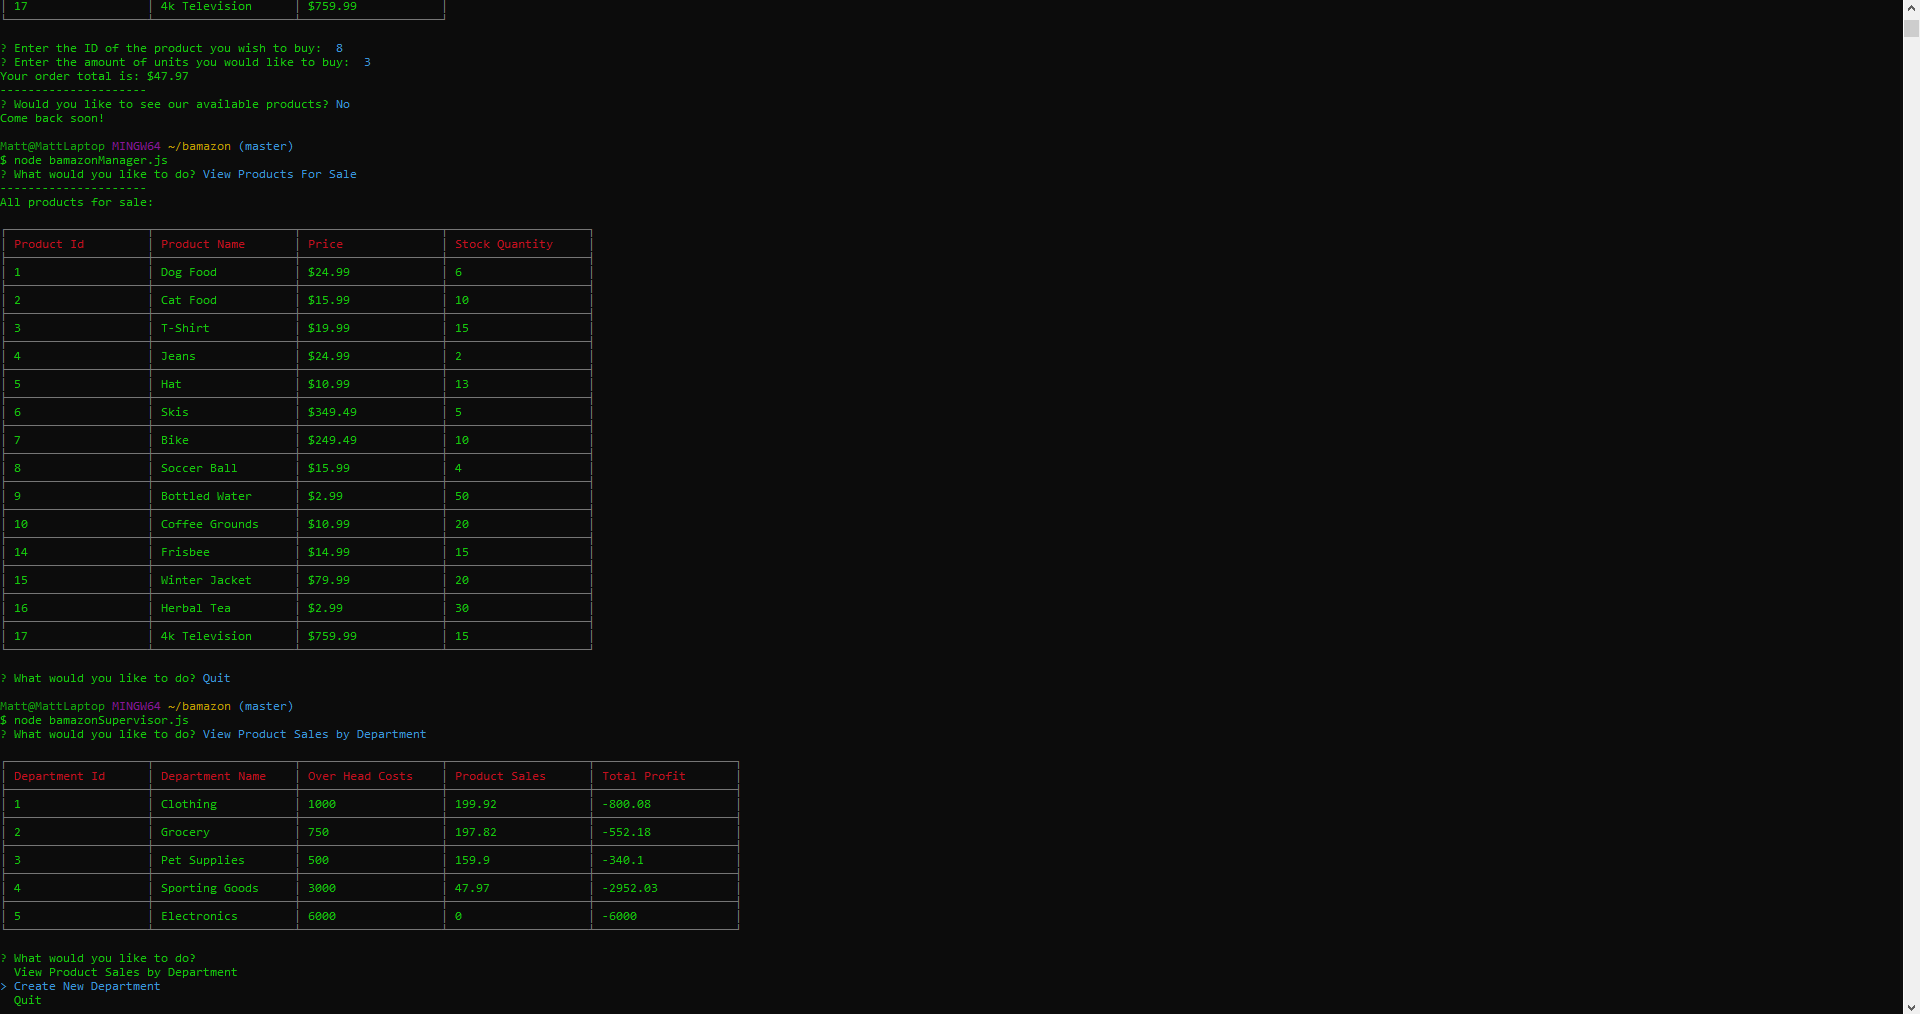 17 4k Television $759.99
? Enter the ID of the product you wish to buy: 8
? Enter the amount of units you would like to buy: 3
Your order total is: $47.97
---------------------
? Would you like to see our available products? No
Come back soon!
Matt@MattLaptop MINGW64 ~/bamazon (master)
$ node bamazonManager.js
? What would you like to do? View Products For Sale
---------------------
All products for sale:
Product Id Product Name Price Stock Quantity
1 Dog Food $24.99 6
2 Cat Food $15.99 10
3 T-Shirt $19.99 15
4 Jeans $24.99 2
5 Hat $10.99 13
6 Skis $349.49 5
7 Bike $249.49 10
8 Soccer Ball $15.99 4
9 Bottled Water $2.99 50
10 Coffee Grounds $10.99 20
14 Frisbee $14.99 15
15 Winter Jacket $79.99 20
16 Herbal Tea $2.99 30
17 4k Television $759.99 15
? What would you like to do? Quit
Matt@MattLaptop MINGW64 ~/bamazon (master)
$ node bamazonSupervisor.js
? What would you like to do? View Product Sales by Department
Department Id Department Name Over Head Costs Product Sales Total Profit
1 Clothing 1000 199.92 -800.08
2 Grocery 750 197.82 -552.18
3 Pet Supplies 500 159.9 -340.1
4 Sporting Goods 3000 47.97 -2952.03
5 Electronics 6000 0 -6000
? What would you like to do?
View Product Sales by Department
> Create New Department
Quit